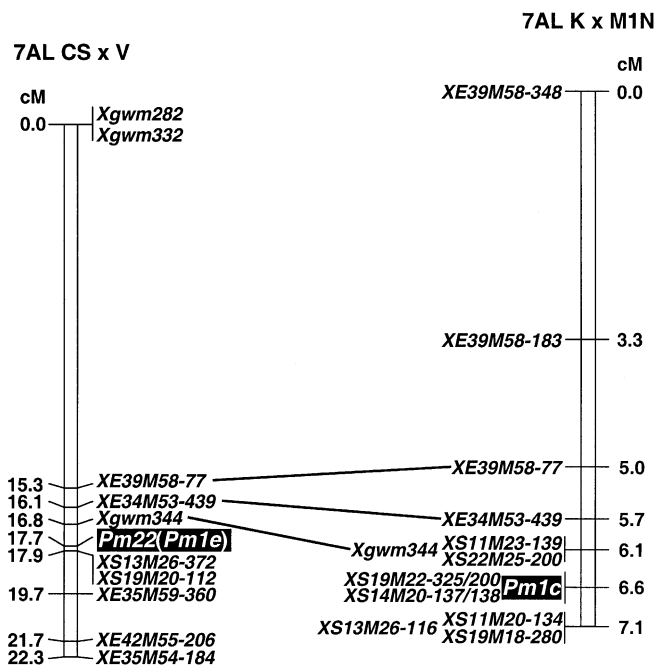 7AL CS x V
cM
0.0
Xgwm282
Xgwm332
15.3 XE39M58-77
16.1 XE34M53-439
16.8 Xgwm344
17.7 Pm22(Pm1e)
17.9 XS13M26-372
XS19M20-112
19.7 XE35M59-360
21.7 XE42M55-206
22.3 XE35M54-184
7AL K x M1N
cM
XE39M58-348 0.0
XE39M58-183 3.3
XE39M58-77 5.0
XE34M53-439 5.7
Xgwm344 XS11M23-139 6.1
XS22M25-200
XS19M22-325/200 Pm1c 6.6
XS14M20-137/138
XS13M26-116 XS11M20-134 7.1
XS19M18-280